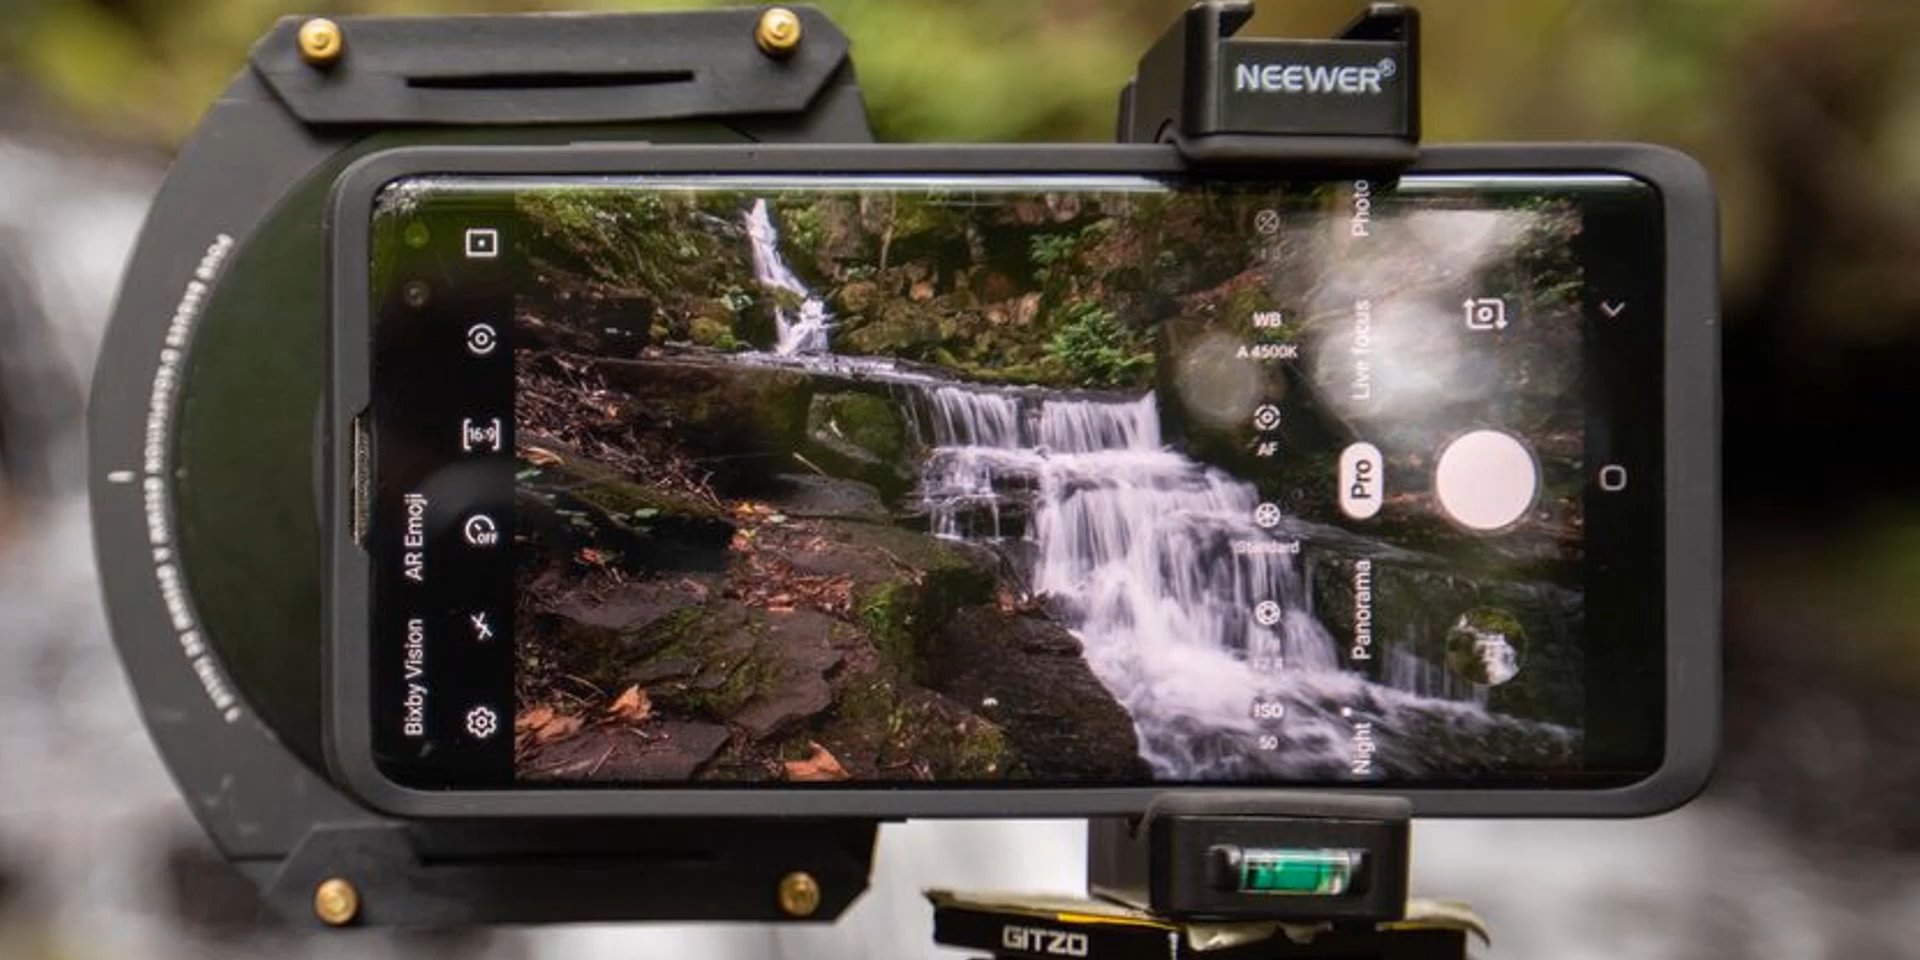 NEEWER®
AR Emoji
Bixby Vision
16:9
OFF
WB
A 4500K
AF
Standard
ISO
50
Photo
Live focus
Pro
Panorama
Night
GITZO